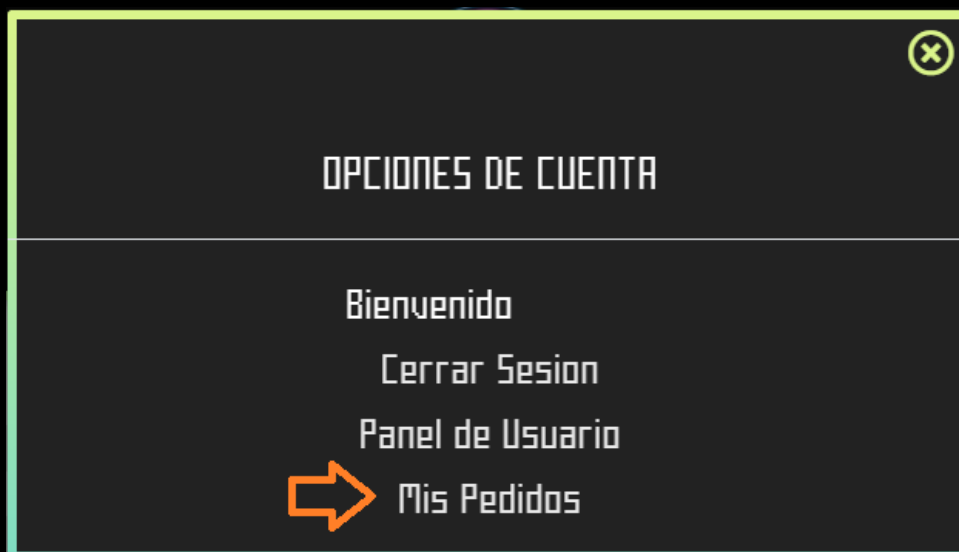 OPCIONES DE CUENTA
Bienvenido
Cerrar Sesion
Panel de Usuario
Mis Pedidos